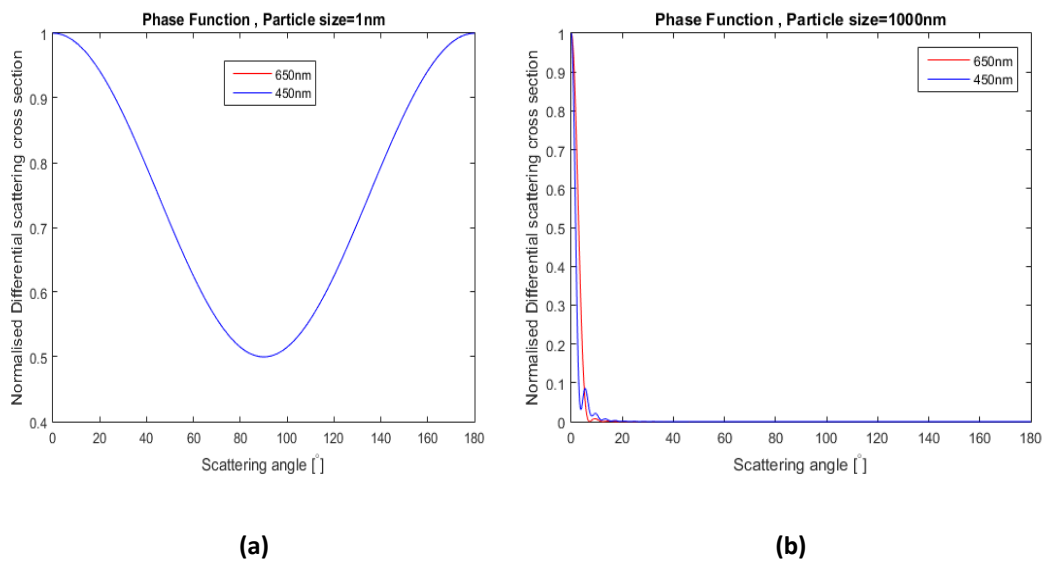 Phase Function , Particle size=1nm
Normalised Differential scattering cross section
1
0.9
0.8
0.7
0.6
0.5
0.4
650nm
450nm
0 20 40 60 80 100 120 140 160 180
Scattering angle [°]
(a)
Phase Function , Particle size=1000nm
Normalised Differential scattering cross section
1
0.9
0.8
0.7
0.6
0.5
0.4
0.3
0.2
0.1
0
650nm
450nm
0 20 40 60 80 100 120 140 160 180
Scattering angle [°]
(b)